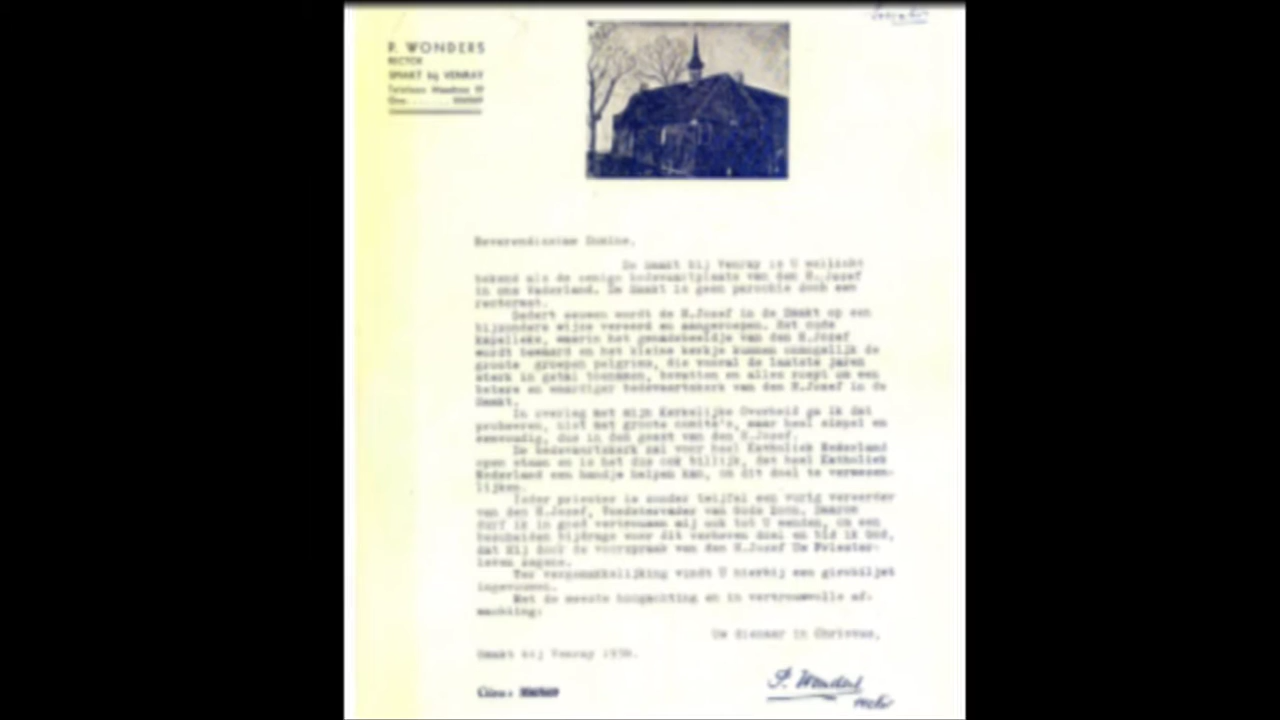 P. WONDERS
RECTOR
SMAKT bij VENRAY
Telefoon Maashees
Giro
Reverendissime Domine,
De Smakt bij Venray is U wellicht
bekend als de eenige bedevaartplaats van den H.Jozef
in ons Vaderland. De Smakt is geen parochie doch een
rectoraat.
Sedert eeuwen wordt de H.Jozef in de Smakt op een
bijzondere wijze vereerd en aangeroepen. Het oude
kapelleke, waarin het genadebeeldje van den H.Jozef
wordt bewaard en het kleine kerkje kunnen onmogelijk de
groote groepen pelgrims, die vooral de laatste jaren
sterk in getal toenamen, bevatten en alles roept om een
betere en waardiger bedevaartskerk van den H.Jozef in de
Smakt.
In overleg met mijn Kerkelijke Overheid ga ik dat
probeeren, niet met groote comité's, maar heel simpel en
eenvoudig, dus in den geest van den H.Jozef.
De bedevaartskerk zal voor heel Katholiek Nederland
open staan en is het dus ook billijk, dat heel Katholiek
Nederland een handje helpen kan, om dit doel te verwezen-
lijken.
Ieder priester is zonder twijfel een vurig vereerder
van den H.Jozef, Voedstervader van Gods Zoon. Daarom
durf ik in goed vertrouwen mij ook tot U wenden, om een
bescheiden bijdrage voor dit verheven doel en bid ik God,
dat Hij door de voorspraak van den H.Jozef Uw Priester-
leven zegene.
Ter vergemakkelijking vindt U hierbij een girobiljet
ingevouwen.
Met de meeste hoogachting en in vertrouwvolle af-
wachting:
Uw dienaar in Christus,
Smakt bij Venray
Giro:
P. Wonders
rector